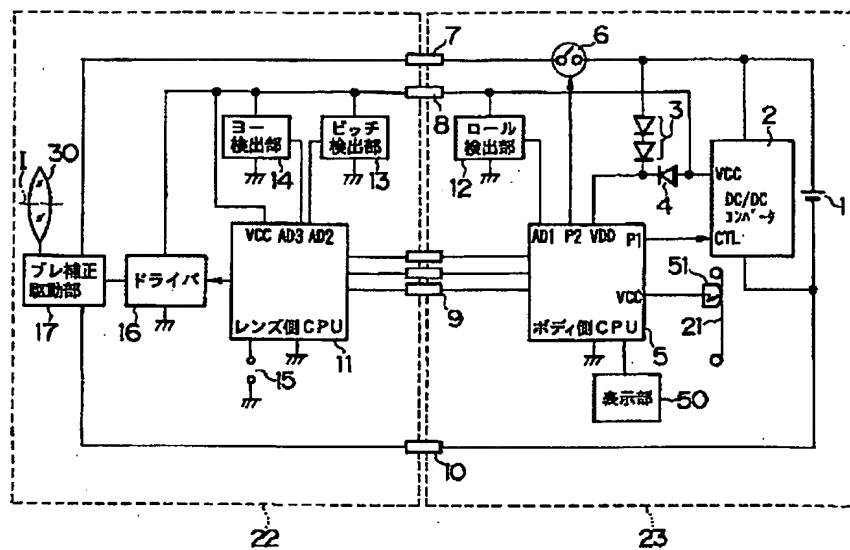 7
6
8
3
2
1
I
30
ヨー
検出部
14
ピッチ
検出部
13
ロール
検出部
12
4
VCC
DC/DC
コンバータ
CTL
VCC AD3 AD2
AD1 P2 VDD P1
VCC
ブレ補正
駆動部
17
ドライバ
16
レンズ側CPU
11
15
9
ボディ側CPU
5
51
21
表示部
50
10
22
23